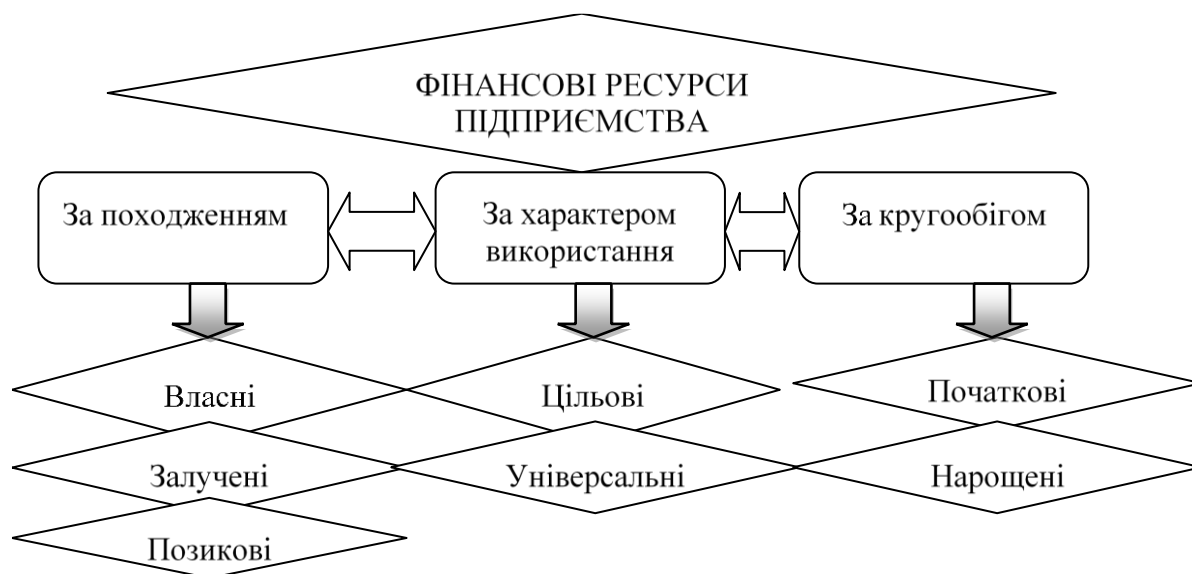 ФІНАНСОВІ РЕСУРСИ
ПІДПРИЄМСТВА
За походженням
За характером
використання
За кругообігом
Власні
Цільові
Початкові
Залучені
Універсальні
Нарощені
Позикові